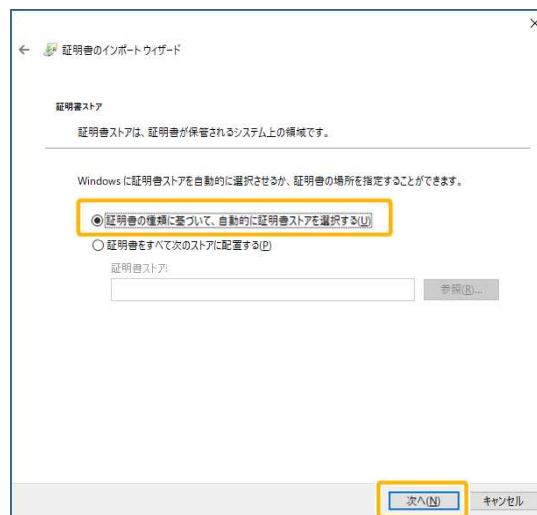 証明書のインポート ウィザード
証明書ストア
証明書ストアは、証明書が保管されるシステム上の領域です。
Windows に証明書ストアを自動的に選択させるか、証明書の場所を指定することができます。
証明書の種類に基づいて、自動的に証明書ストアを選択する(U)
証明書をすべて次のストアに配置する(P)
証明書ストア:
参照(R)...
次へ(N) キャンセル